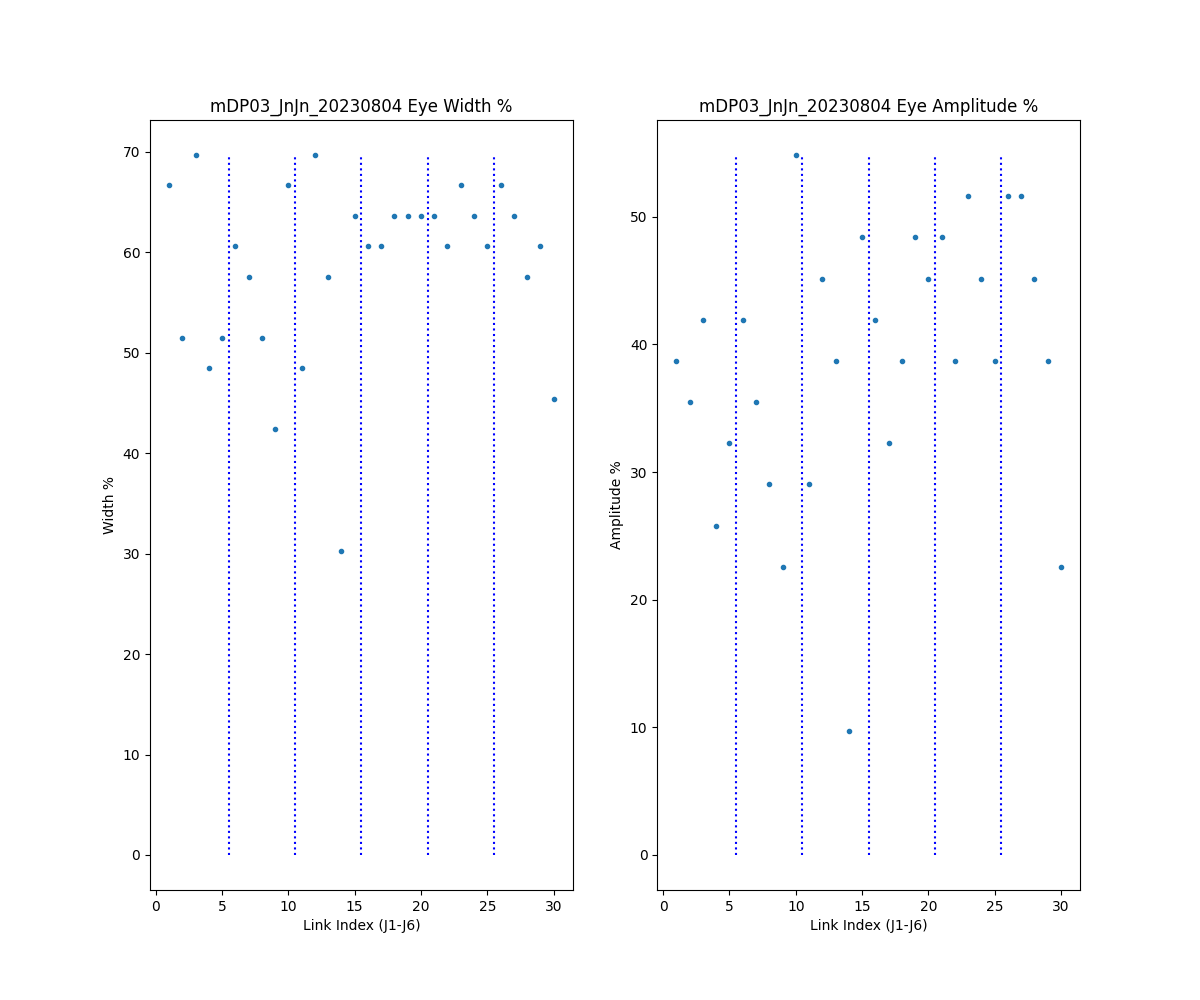 mDP03_JnJn_20230804 Eye Width %
70
60
50
40
30
20
10
0
Width %
0 5 10 15 20 25 30
Link Index (J1-J6)
mDP03_JnJn_20230804 Eye Amplitude %
50
40
30
20
10
0
Amplitude %
0 5 10 15 20 25 30
Link Index (J1-J6)